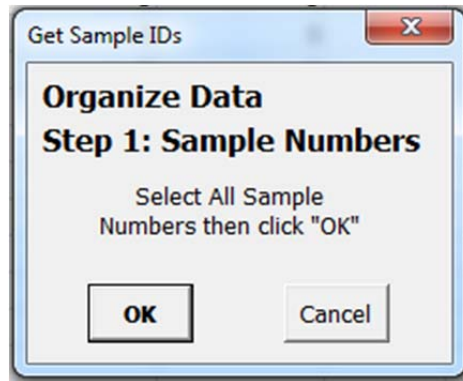 Get Sample IDs
Organize Data
Step 1: Sample Numbers
Select All Sample
Numbers then click "OK"
OK
Cancel